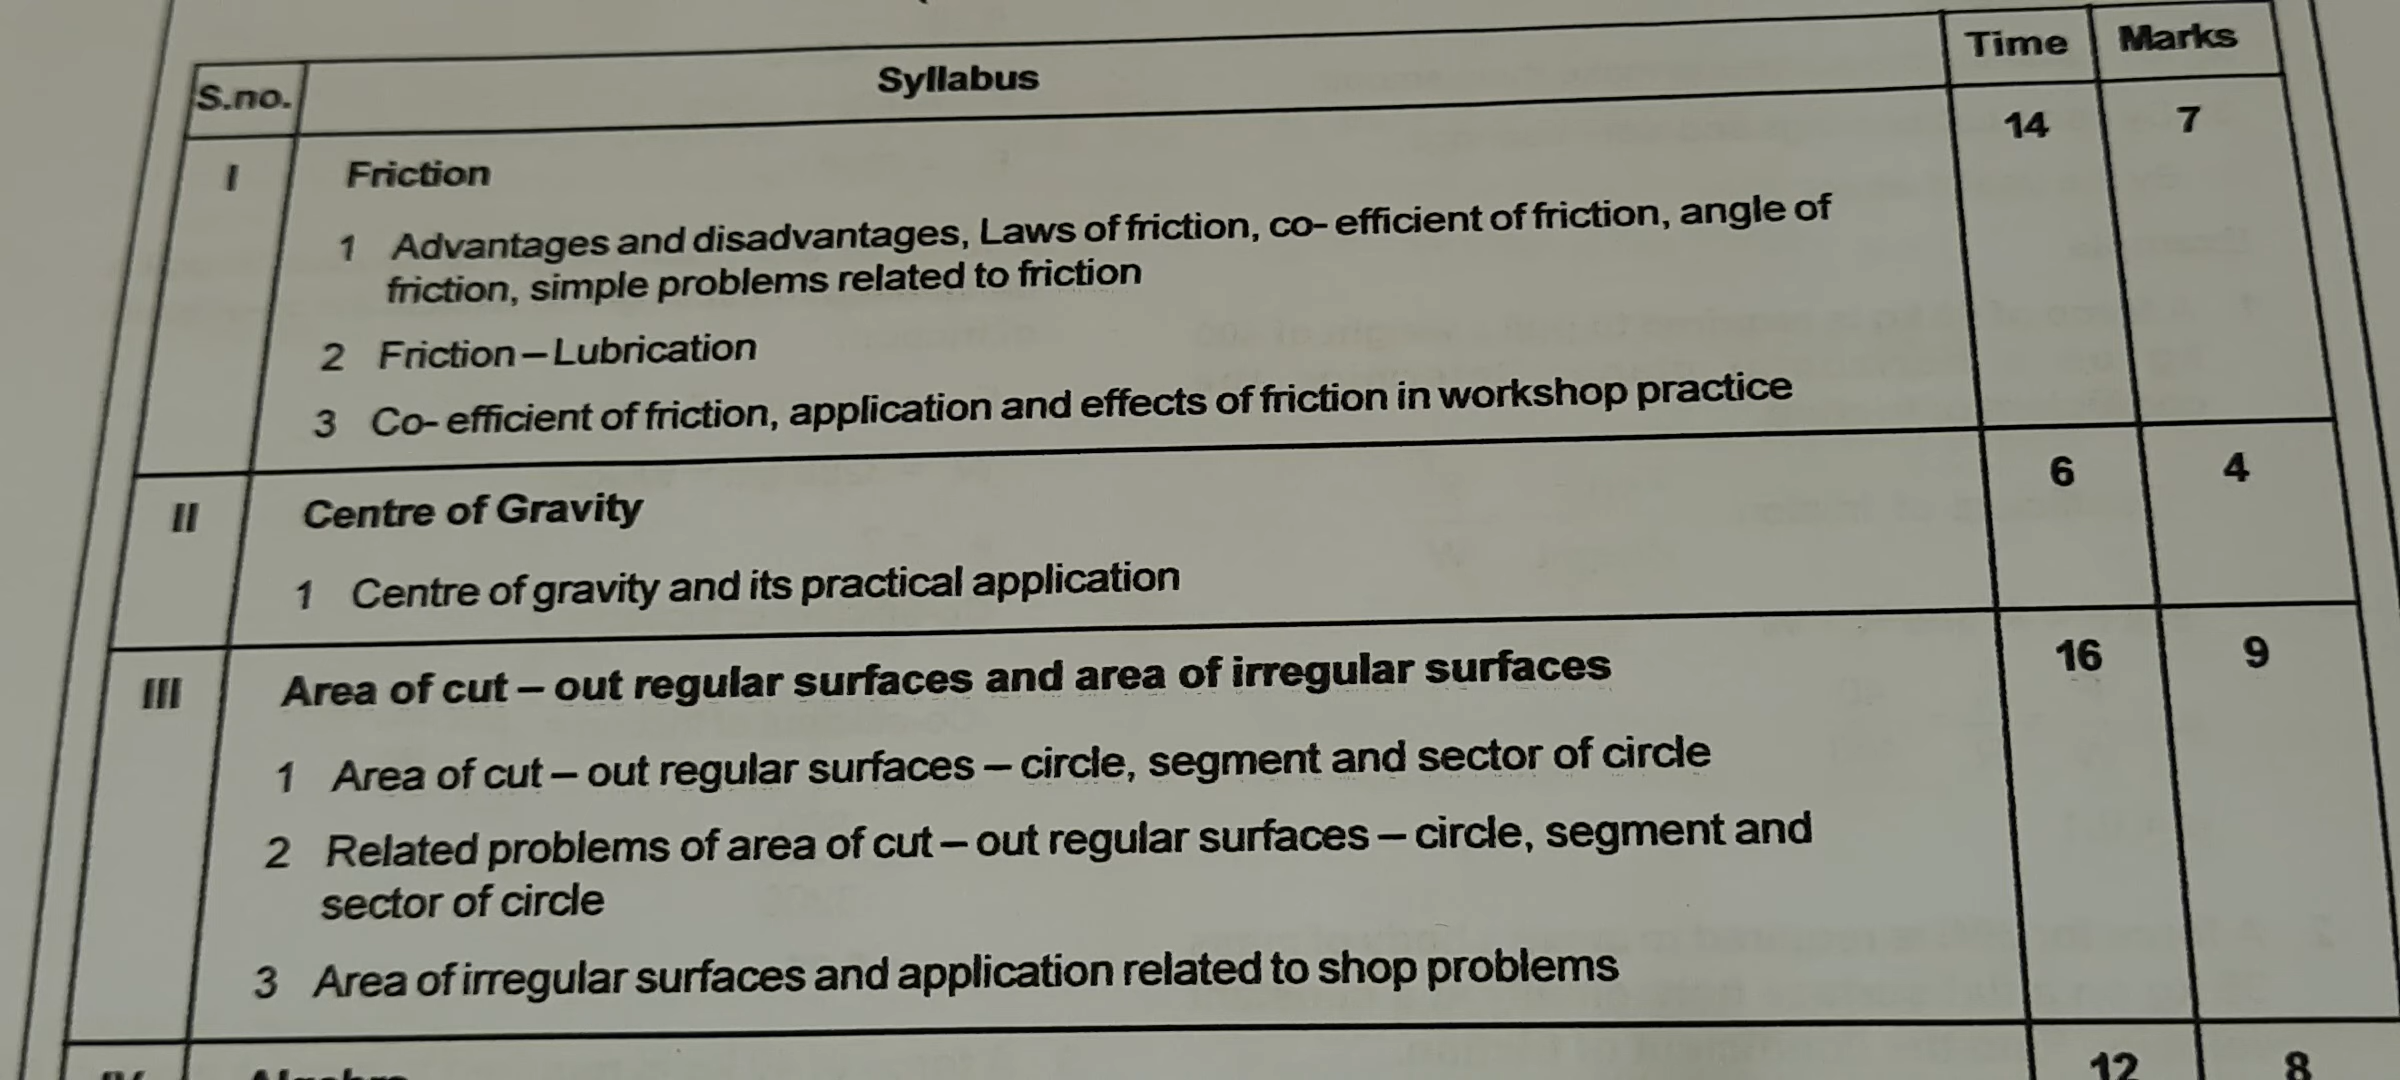 S.no. Syllabus Time Marks
I Friction 14 7
1 Advantages and disadvantages, Laws of friction, co- efficient of friction, angle of
friction, simple problems related to friction
2 Friction – Lubrication
3 Co- efficient of friction, application and effects of friction in workshop practice
II Centre of Gravity 6 4
1 Centre of gravity and its practical application
III Area of cut – out regular surfaces and area of irregular surfaces 16 9
1 Area of cut – out regular surfaces – circle, segment and sector of circle
2 Related problems of area of cut – out regular surfaces – circle, segment and
sector of circle
3 Area of irregular surfaces and application related to shop problems
IV Algebra 12 8